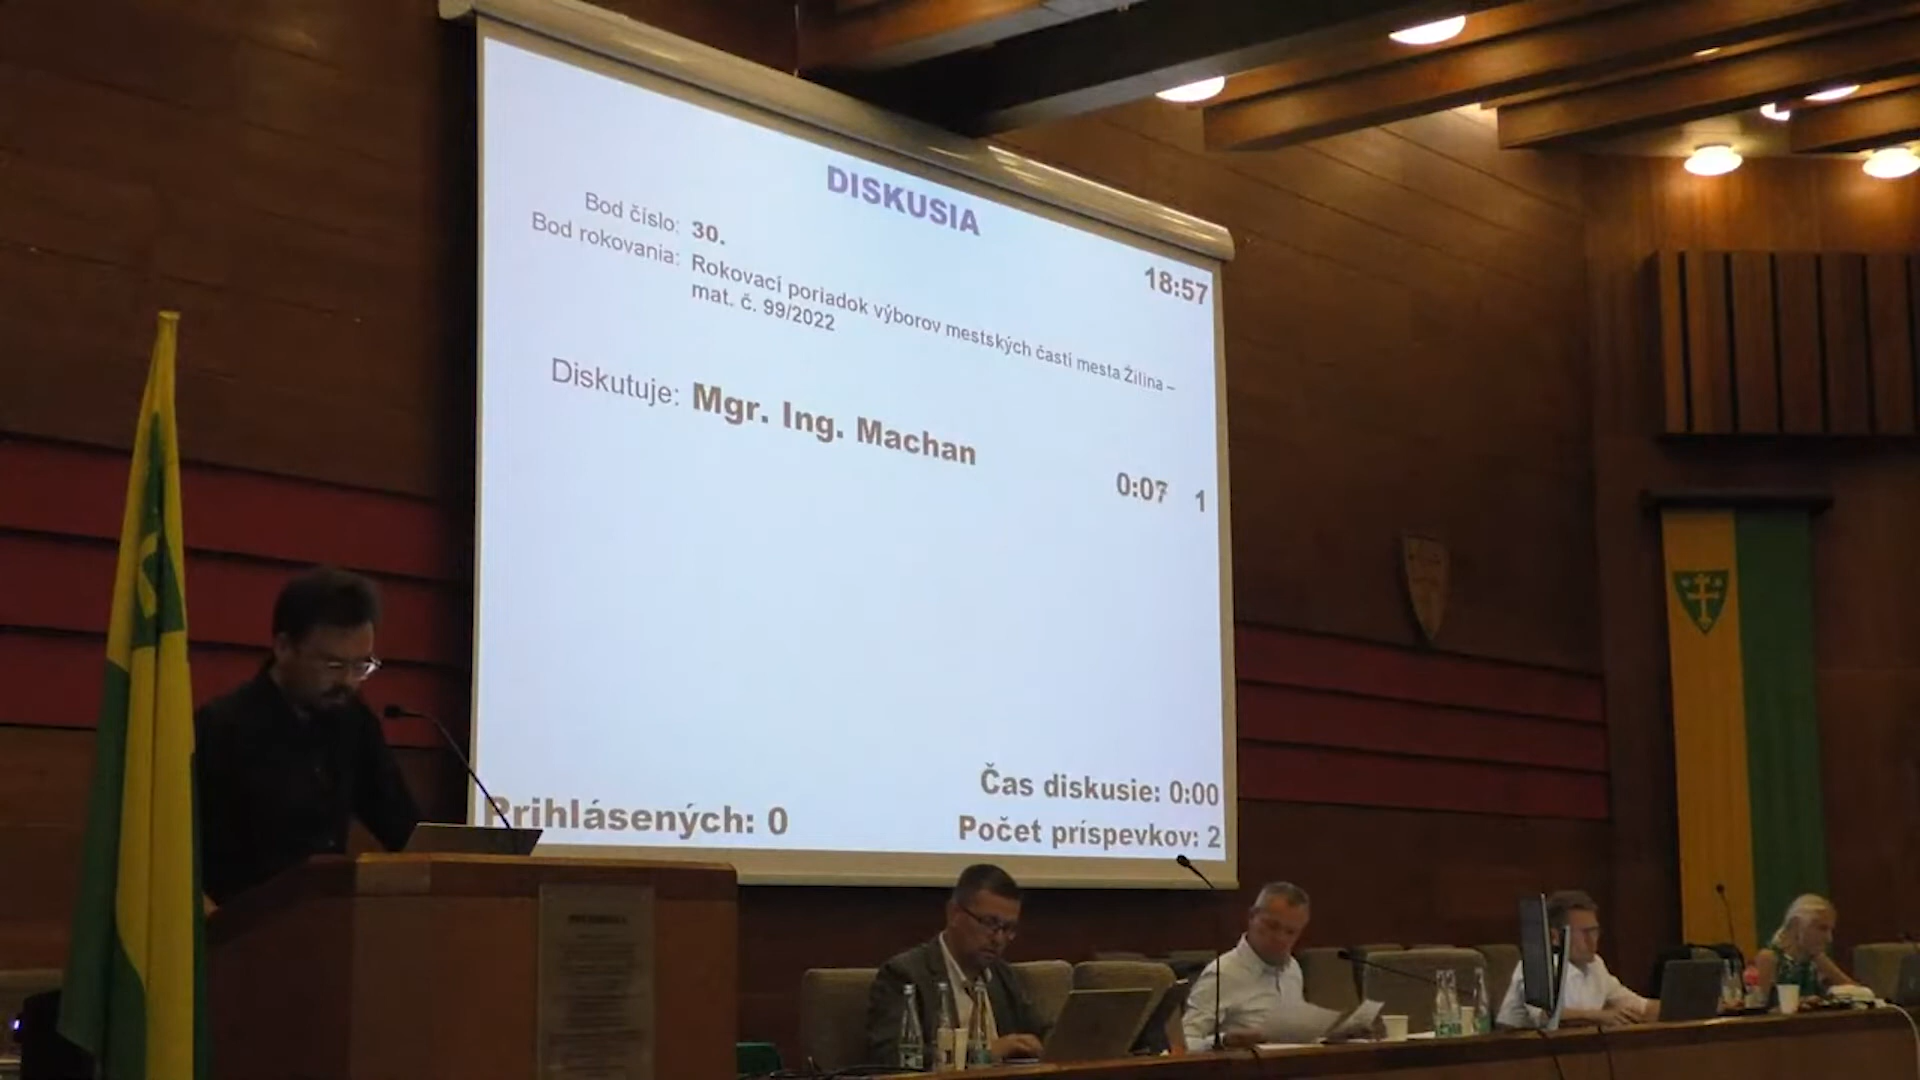 DISKUSIA
18:57
Bod číslo: 30.
Bod rokovania: Rokovací poriadok výborov mestských častí mesta Žilina –
mat. č. 99/2022
Diskutuje: Mgr. Ing. Machan
0:07 1
Čas diskusie: 0:00
Prihlásených: 0
Počet príspevkov: 2